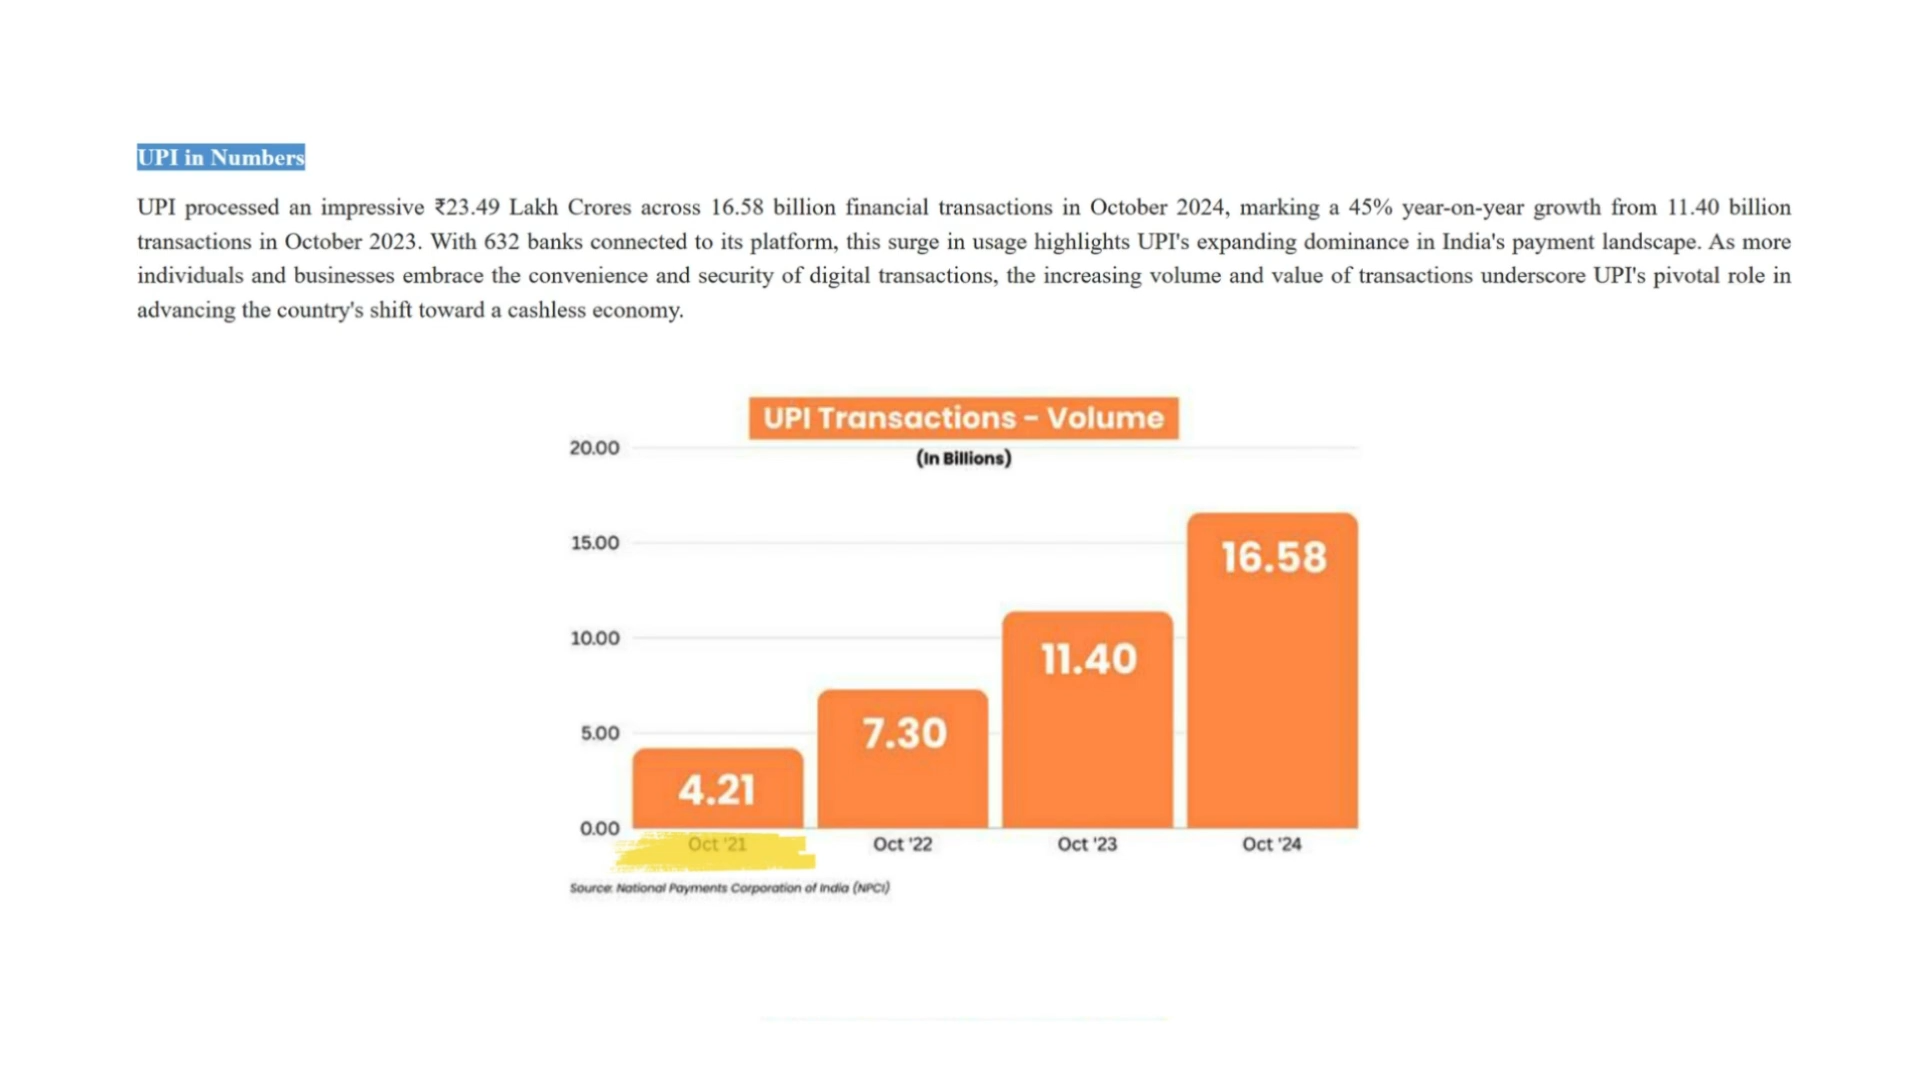 UPI in Numbers
UPI processed an impressive ₹23.49 Lakh Crores across 16.58 billion financial transactions in October 2024, marking a 45% year-on-year growth from 11.40 billion
transactions in October 2023. With 632 banks connected to its platform, this surge in usage highlights UPI's expanding dominance in India's payment landscape. As more
individuals and businesses embrace the convenience and security of digital transactions, the increasing volume and value of transactions underscore UPI's pivotal role in
advancing the country's shift toward a cashless economy.
UPI Transactions - Volume
(In Billions)
20.00
15.00
10.00
5.00
0.00
4.21
7.30
11.40
16.58
Oct '21
Oct '22
Oct '23
Oct '24
Source: National Payments Corporation of India (NPCI)